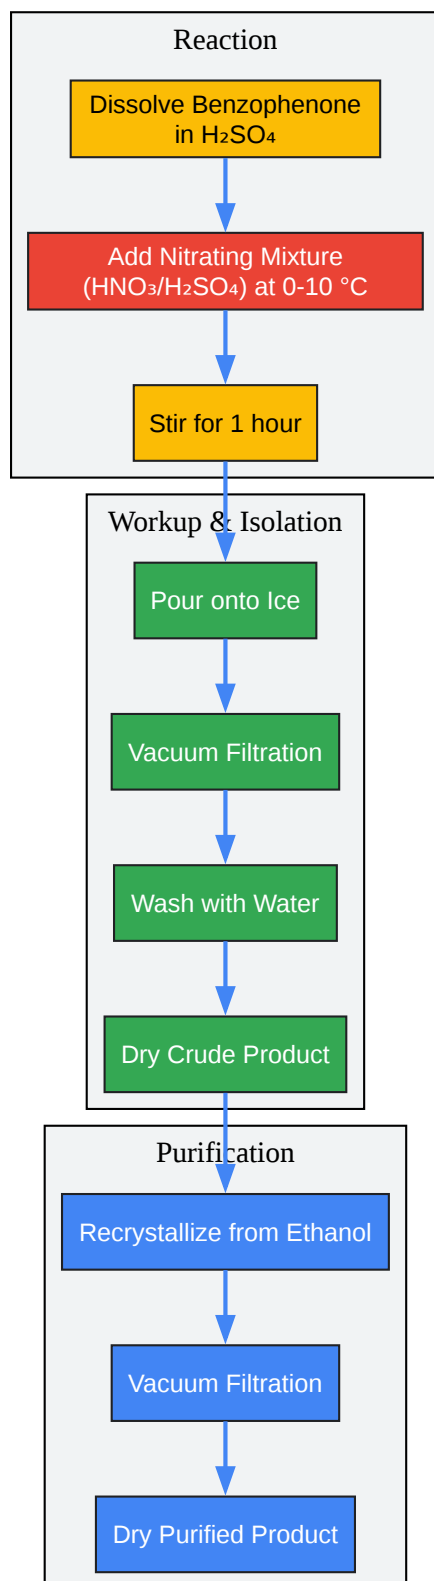 Reaction
Dissolve Benzophenone
in H₂SO₄
Add Nitrating Mixture
(HNO₃/H₂SO₄) at 0-10 °C
Stir for 1 hour
Workup & Isolation
Pour onto Ice
Vacuum Filtration
Wash with Water
Dry Crude Product
Purification
Recrystallize from Ethanol
Vacuum Filtration
Dry Purified Product